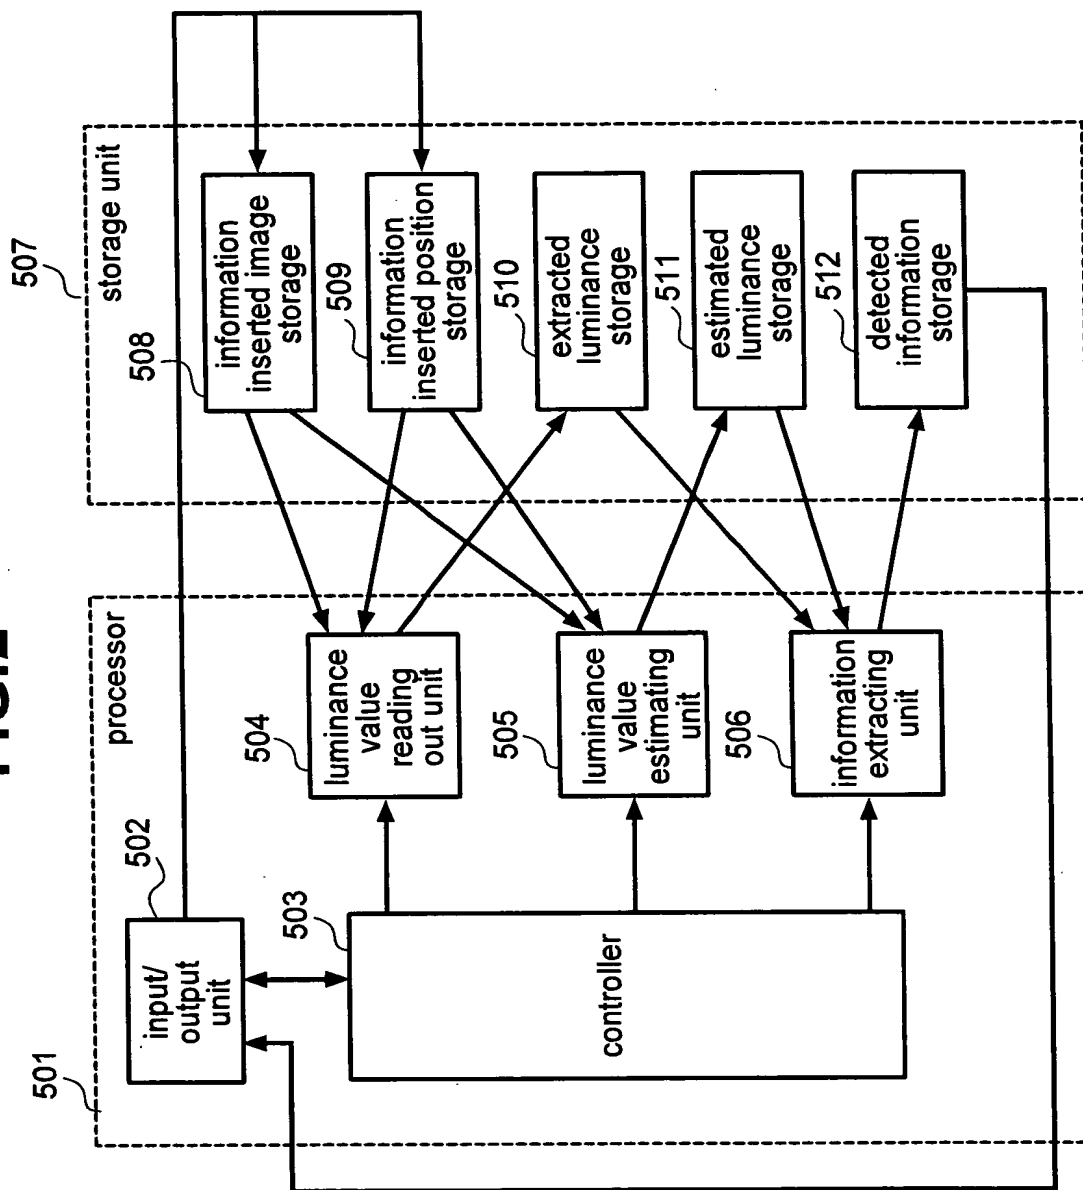 501
processor
502
input/
output
unit
503
controller
504
luminance
value
reading
out unit
505
luminance
value
estimating
unit
506
information
extracting
unit
507
storage unit
508
information
inserted image
storage
509
information
inserted position
storage
510
extracted
luminance
storage
511
estimated
luminance
storage
512
detected
information
storage